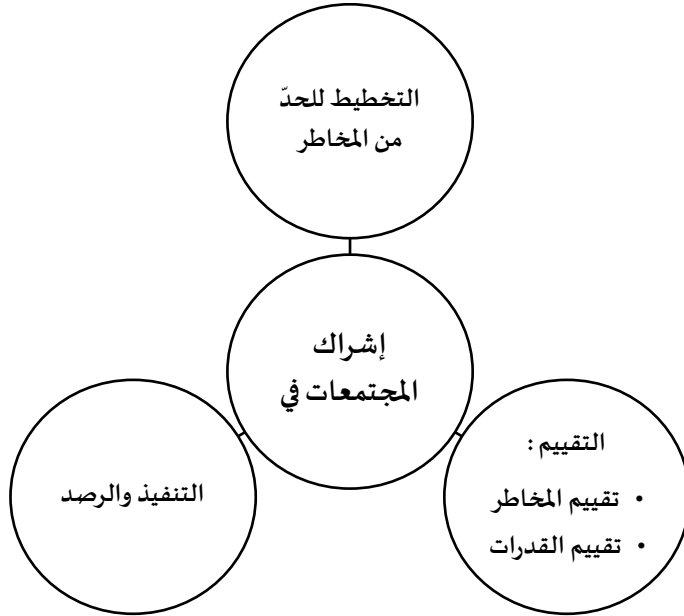 التخطيط للحدّ
من المخاطر
إشراك
المجتمعات في
التقييم :
• تقييم المخاطر
• تقييم القدرات
التنفيذ والرصد